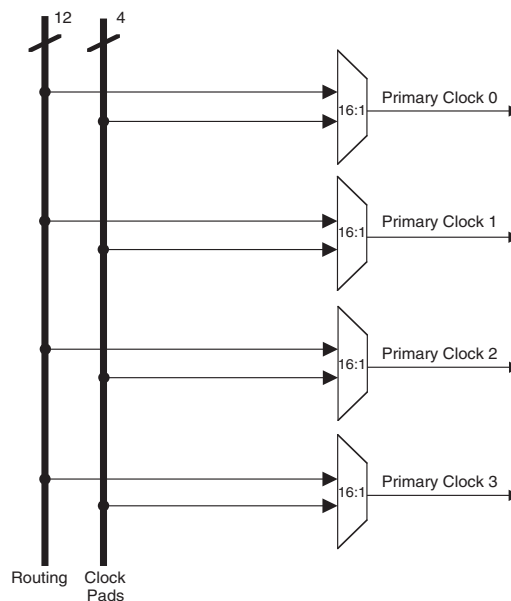 12 4
16:1 Primary Clock 0
16:1 Primary Clock 1
16:1 Primary Clock 2
16:1 Primary Clock 3
Routing Clock
Pads